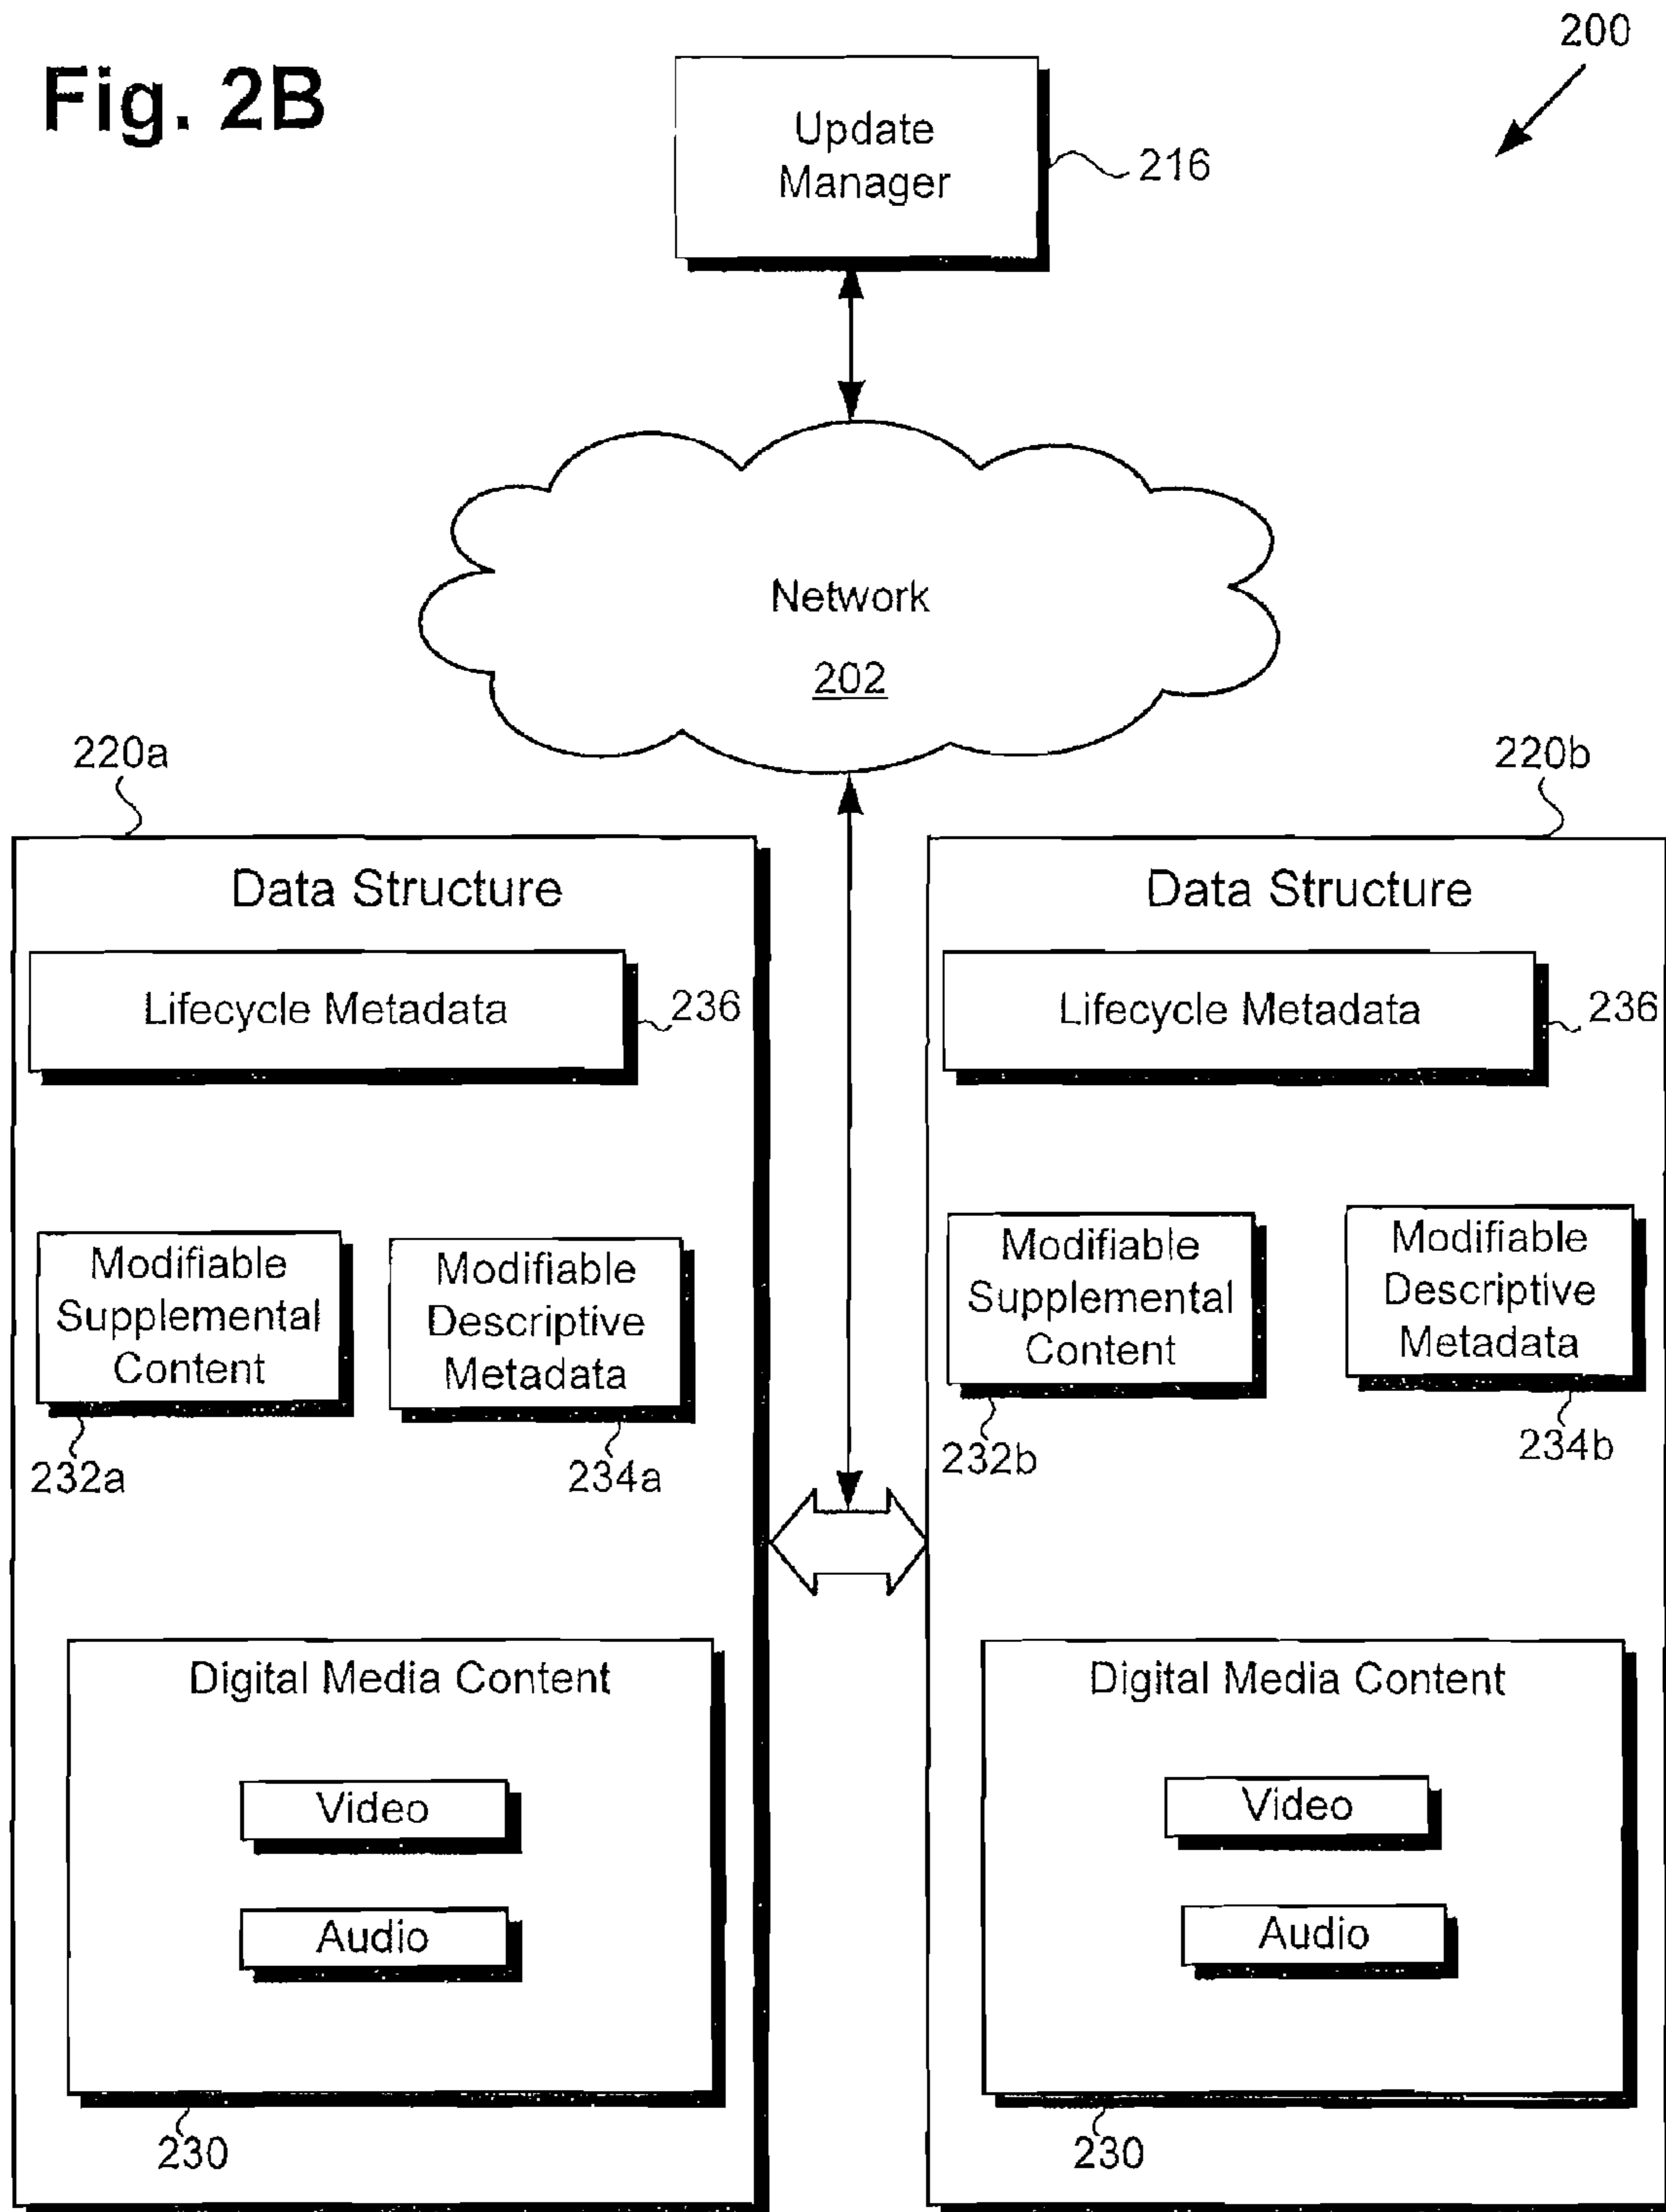 Fig. 2B
200
Update
Manager
216
Network
202
220a
220b
Data Structure
Lifecycle Metadata
236
Modifiable
Supplemental
Content
232a
Modifiable
Descriptive
Metadata
234a
Digital Media Content
Video
Audio
230
Data Structure
Lifecycle Metadata
236
Modifiable
Supplemental
Content
232b
Modifiable
Descriptive
Metadata
234b
Digital Media Content
Video
Audio
230